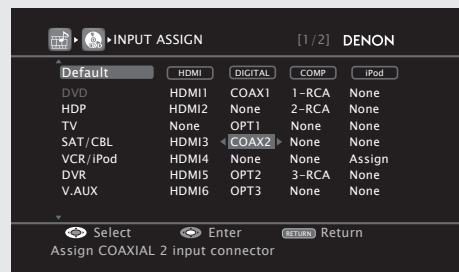 INPUT ASSIGN [1/2] DENON
Default HDMI DIGITAL COMP iPod
DVD HDMI1 COAX1 1-RCA None
HDP HDMI2 None 2-RCA None
TV None OPT1 None None
SAT/CBL HDMI3 COAX2 None None
VCR/iPod HDMI4 None None Assign
DVR HDMI5 OPT2 3-RCA None
V.AUX HDMI6 OPT3 None None
Select Enter RETURN Return
Assign COAXIAL 2 input connector